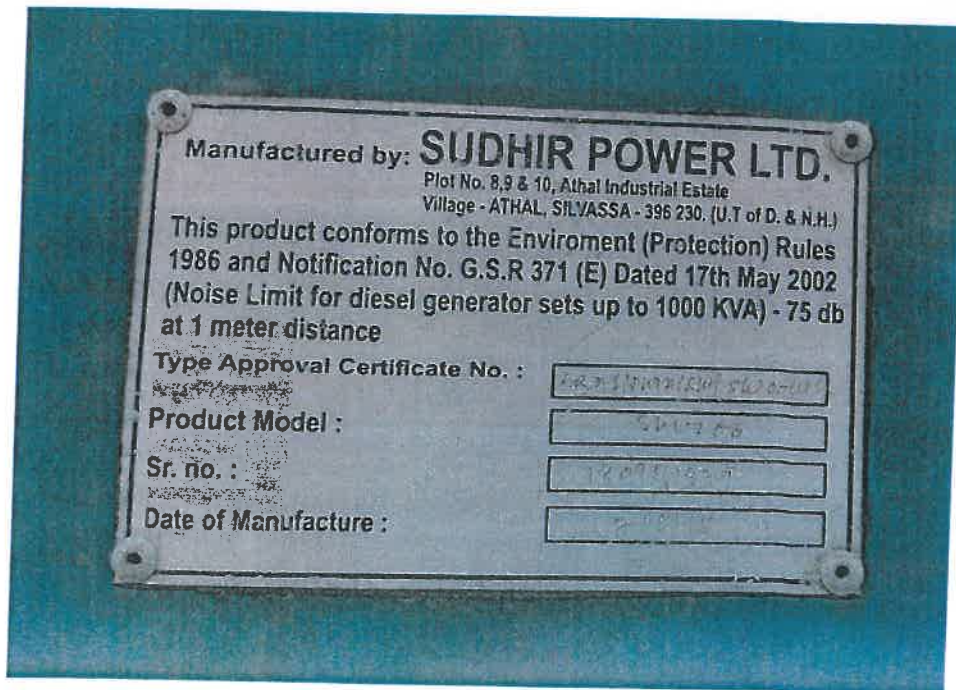 Manufactured by: SUDHIR POWER LTD.
Plot No. 8,9 & 10, Athal Industrial Estate
Village - ATHAL, SILVASSA - 396 230. (U.T of D. & N.H.)
This product conforms to the Enviroment (Protection) Rules
1986 and Notification No. G.S.R 371 (E) Dated 17th May 2002
(Noise Limit for diesel generator sets up to 1000 KVA) - 75 db
at 1 meter distance
Type Approval Certificate No. :
Product Model :
Sr. no. :
Date of Manufacture :